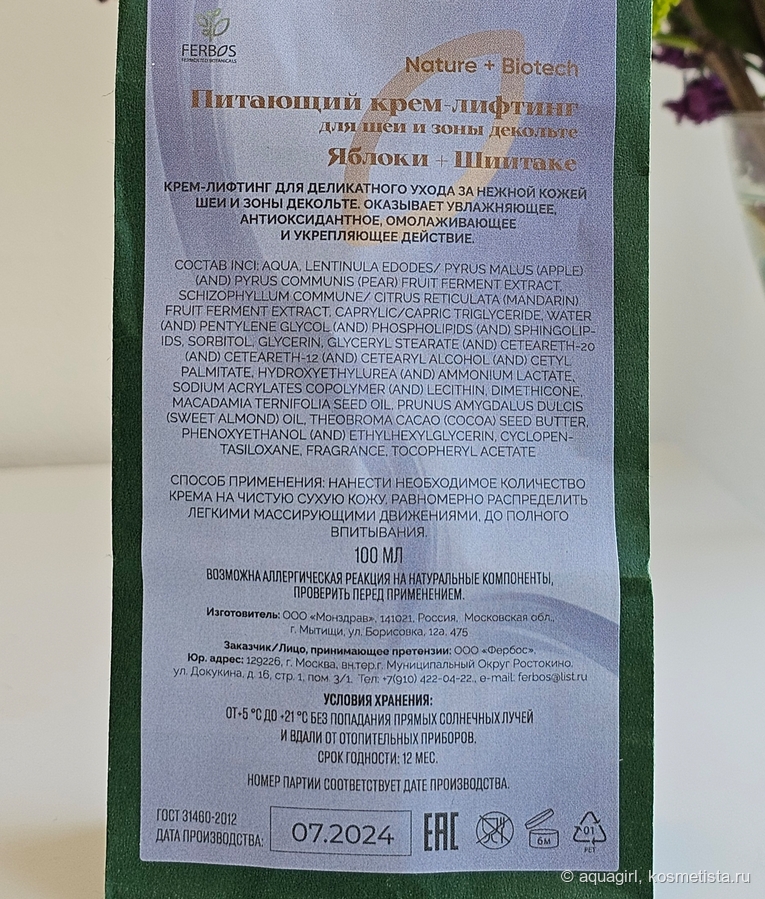 FERBOS
FERMENTED BOTANICALS
Nature + Biotech
Питающий крем-лифтинг
для шеи и зоны декольте
Яблоки + Шиитаке
КРЕМ-ЛИФТИНГ ДЛЯ ДЕЛИКАТНОГО УХОДА ЗА НЕЖНОЙ КОЖЕЙ
ШЕИ И ЗОНЫ ДЕКОЛЬТЕ. ОКАЗЫВАЕТ УВЛАЖНЯЮЩЕЕ,
АНТИОКСИДАНТНОЕ, ОМОЛАЖИВАЮЩЕЕ
И УКРЕПЛЯЮЩЕЕ ДЕЙСТВИЕ.
СОСТАВ INCI: AQUA, LENTINULA EDODES/ PYRUS MALUS (APPLE)
(AND) PYRUS COMMUNIS (PEAR) FRUIT FERMENT EXTRACT.
SCHIZOPHYLLUM COMMUNE/ CITRUS RETICULATA (MANDARIN)
FRUIT FERMENT EXTRACT, CAPRYLIC/CAPRIC TRIGLYCERIDE, WATER
(AND) PENTYLENE GLYCOL (AND) PHOSPHOLIPIDS (AND) SPHINGOLIP-
IDS, SORBITOL, GLYCERIN, GLYCERYL STEARATE (AND) CETEARETH-20
(AND) CETEARETH-12 (AND) CETEARYL ALCOHOL (AND) CETYL
PALMITATE, HYDROXYETHYLUREA (AND) AMMONIUM LACTATE,
SODIUM ACRYLATES COPOLYMER (AND) LECITHIN, DIMETHICONE,
MACADAMIA TERNIFOLIA SEED OIL, PRUNUS AMYGDALUS DULCIS
(SWEET ALMOND) OIL, THEOBROMA CACAO (COCOA) SEED BUTTER,
PHENOXYETHANOL (AND) ETHYLHEXYLGLYCERIN, CYCLOPEN-
TASILOXANE, FRAGRANCE, TOCOPHERYL ACETATE
СПОСОБ ПРИМЕНЕНИЯ: НАНЕСТИ НЕОБХОДИМОЕ КОЛИЧЕСТВО
КРЕМА НА ЧИСТУЮ СУХУЮ КОЖУ, РАВНОМЕРНО РАСПРЕДЕЛИТЬ
ЛЕГКИМИ МАССИРУЮЩИМИ ДВИЖЕНИЯМИ, ДО ПОЛНОГО
ВПИТЫВАНИЯ.
100 МЛ
ВОЗМОЖНА АЛЛЕРГИЧЕСКАЯ РЕАКЦИЯ НА НАТУРАЛЬНЫЕ КОМПОНЕНТЫ,
ПРОВЕРИТЬ ПЕРЕД ПРИМЕНЕНИЕМ.
Изготовитель: ООО «Монздрав», 141021, Россия, Московская обл.,
г. Мытищи, ул. Борисовка, 12а, 475
Заказчик/Лицо, принимающее претензии: ООО «Фербос».
Юр. адрес: 129226, г. Москва, вн.тер.г. Муниципальный Округ Ростокино.
ул. Докукина, д. 16, стр. 1, пом. 3/1. Тел: +7(910) 422-04-22., e-mail: ferbos@list.ru
УСЛОВИЯ ХРАНЕНИЯ:
ОТ+5 °С ДО +21 °С БЕЗ ПОПАДАНИЯ ПРЯМЫХ СОЛНЕЧНЫХ ЛУЧЕЙ
И ВДАЛИ ОТ ОТОПИТЕЛЬНЫХ ПРИБОРОВ.
СРОК ГОДНОСТИ: 12 МЕС.
НОМЕР ПАРТИИ СООТВЕТСТВУЕТ ДАТЕ ПРОИЗВОДСТВА.
ГОСТ 31460-2012
ДАТА ПРОИЗВОДСТВА: 07.2024 EAC 6м 01 PET
© aquagirl, kosmetista.ru